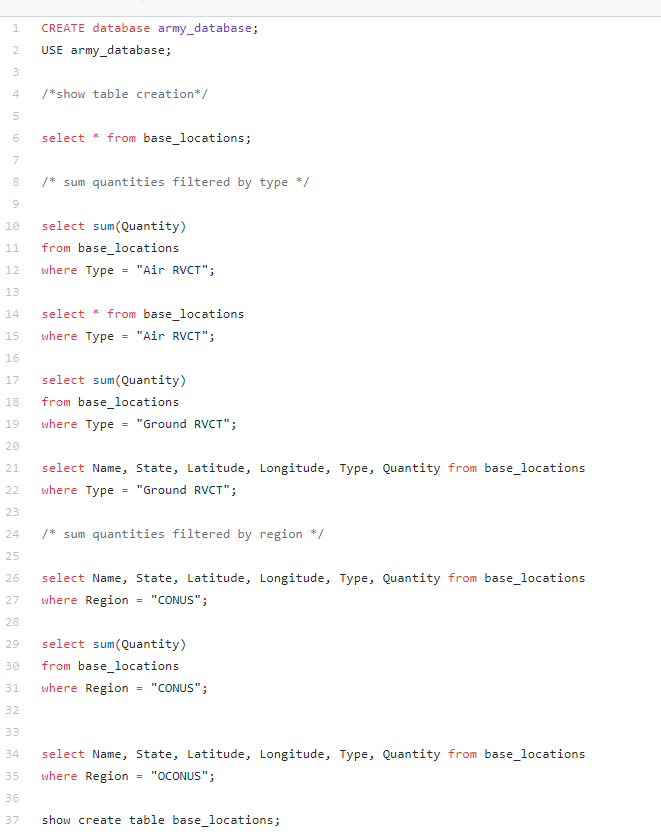 1 CREATE database army_database;
2 USE army_database;
3
4 /*show table creation*/
5
6 select * from base_locations;
7
8 /* sum quantities filtered by type */
9
10 select sum(Quantity)
11 from base_locations
12 where Type = "Air RVCT";
13
14 select * from base_locations
15 where Type = "Air RVCT";
16
17 select sum(Quantity)
18 from base_locations
19 where Type = "Ground RVCT";
20
21 select Name, State, Latitude, Longitude, Type, Quantity from base_locations
22 where Type = "Ground RVCT";
23
24 /* sum quantities filtered by region */
25
26 select Name, State, Latitude, Longitude, Type, Quantity from base_locations
27 where Region = "CONUS";
28
29 select sum(Quantity)
30 from base_locations
31 where Region = "CONUS";
32
33
34 select Name, State, Latitude, Longitude, Type, Quantity from base_locations
35 where Region = "OCONUS";
36
37 show create table base_locations;